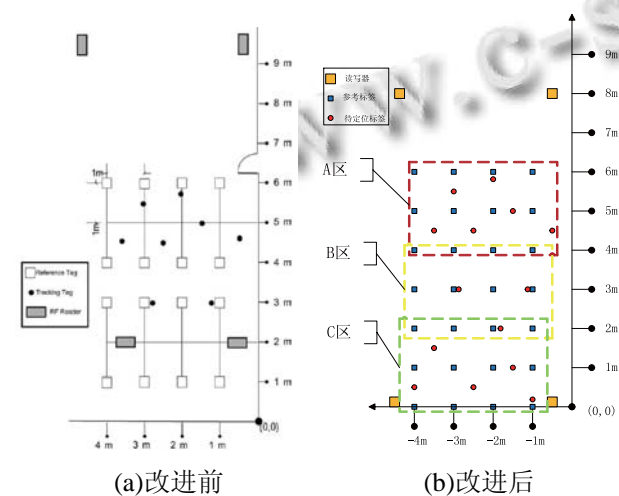 9 m
8 m
7 m
6 m
5 m
4 m
3 m
2 m
1 m
(0,0)
4 m
3 m
2 m
1 m
1m
1m
Reference Tag
Tracking Tag
RF Reader
(a)改进前
WWW.C-S
读写器
参考标签
待定位标签
A区
B区
C区
9m
8m
7m
6m
5m
4m
3m
2m
1m
(0,0)
-4m
-3m
-2m
-1m
(b)改进后